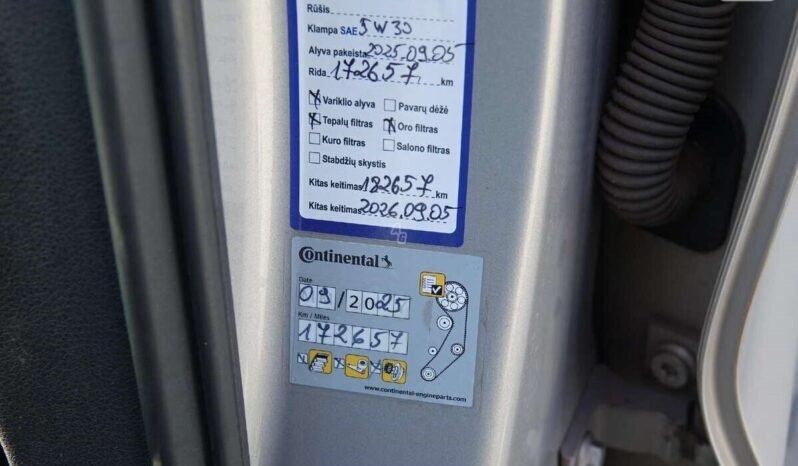 Rūšis
Klampa SAE 5W30
Alyva pakeista 2025.09.05
Rida 172657 km
Variklio alyva Pavarų dėžė
Tepalų filtras Oro filtras
Kuro filtras Salono filtras
Stabdžių skystis
Kitas keitimas 182657 km
Kitas keitimas 2026.09.05
Continental
Date
09/2025
Km / Miles
172657
www.continental-engineparts.com